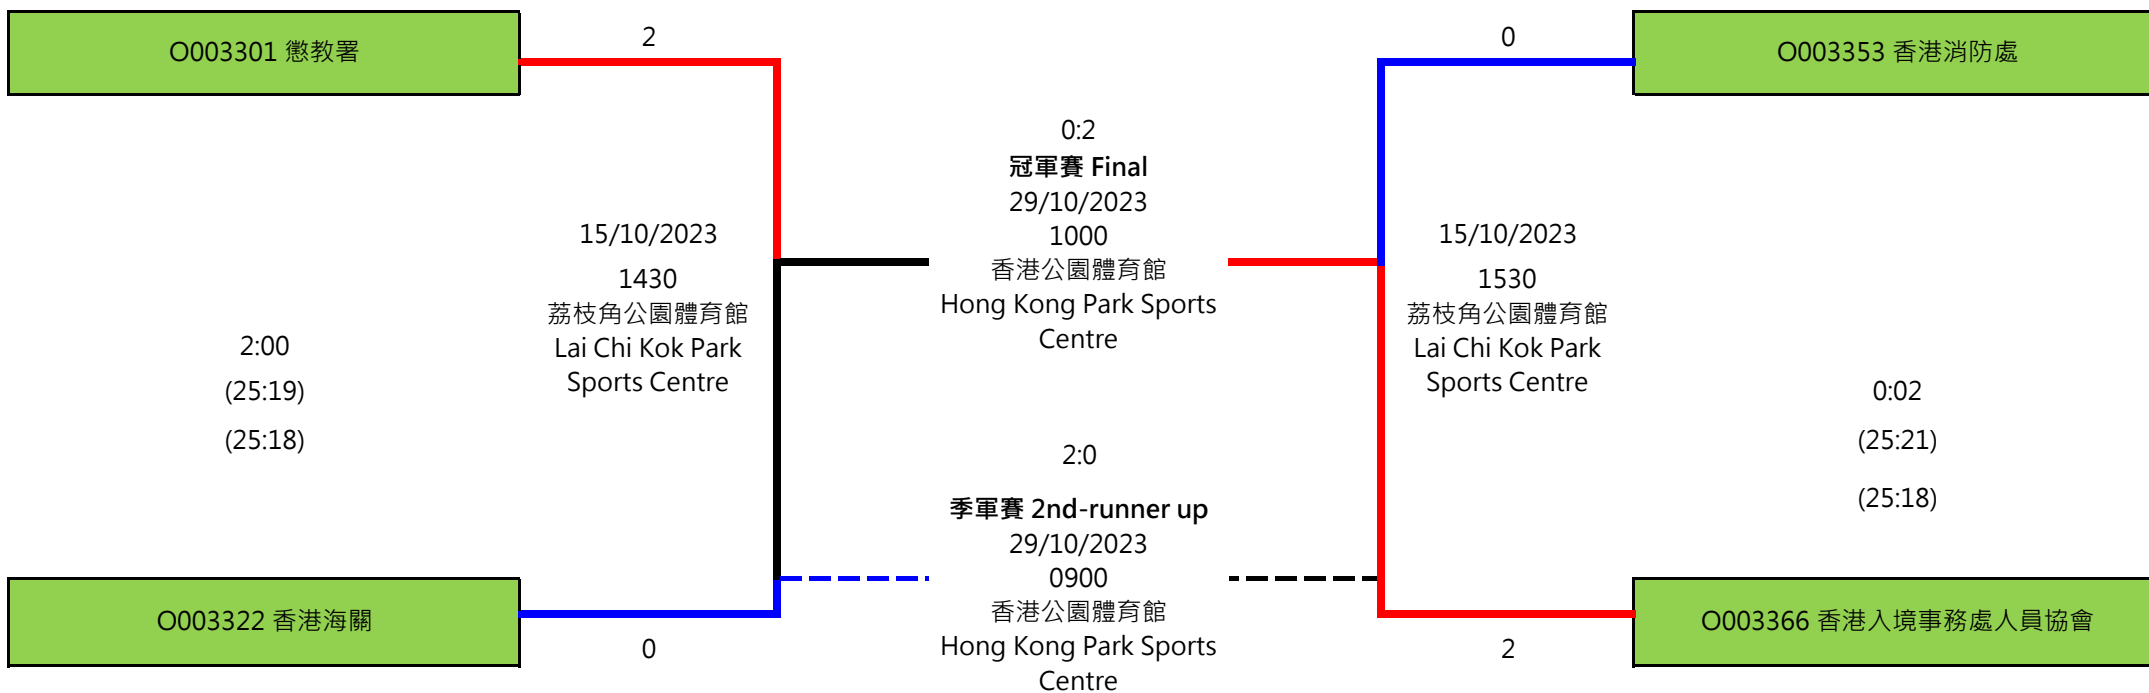 O003301 懲教署
2
0
O003353 香港消防處
0:2
冠軍賽 Final
29/10/2023
1000
香港公園體育館
Hong Kong Park Sports
Centre
15/10/2023
1430
荔枝角公園體育館
Lai Chi Kok Park
Sports Centre
15/10/2023
1530
荔枝角公園體育館
Lai Chi Kok Park
Sports Centre
2:00
(25:19)
(25:18)
0:02
(25:21)
(25:18)
2:0
季軍賽 2nd-runner up
29/10/2023
0900
香港公園體育館
Hong Kong Park Sports
Centre
O003322 香港海關
0
2
O003366 香港入境事務處人員協會